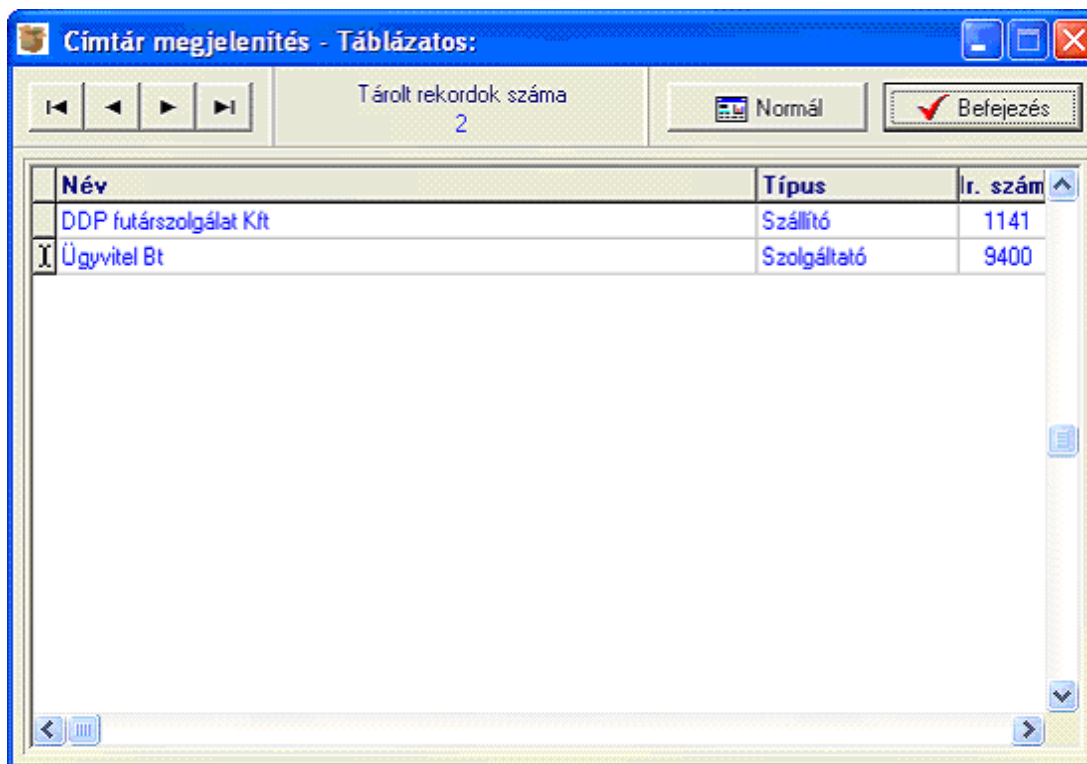 Címtár megjelenítés - Táblázatos:
Tárolt rekordok száma
2
Normál
Befejezés
Név Típus Ir. szám
DDP futárszolgálat Kft Szállító 1141
Ügyvitel Bt Szolgáltató 9400